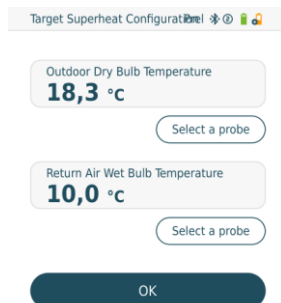 Target Superheat Configuration
Outdoor Dry Bulb Temperature
18,3 °C
Select a probe
Return Air Wet Bulb Temperature
10,0 °C
Select a probe
OK